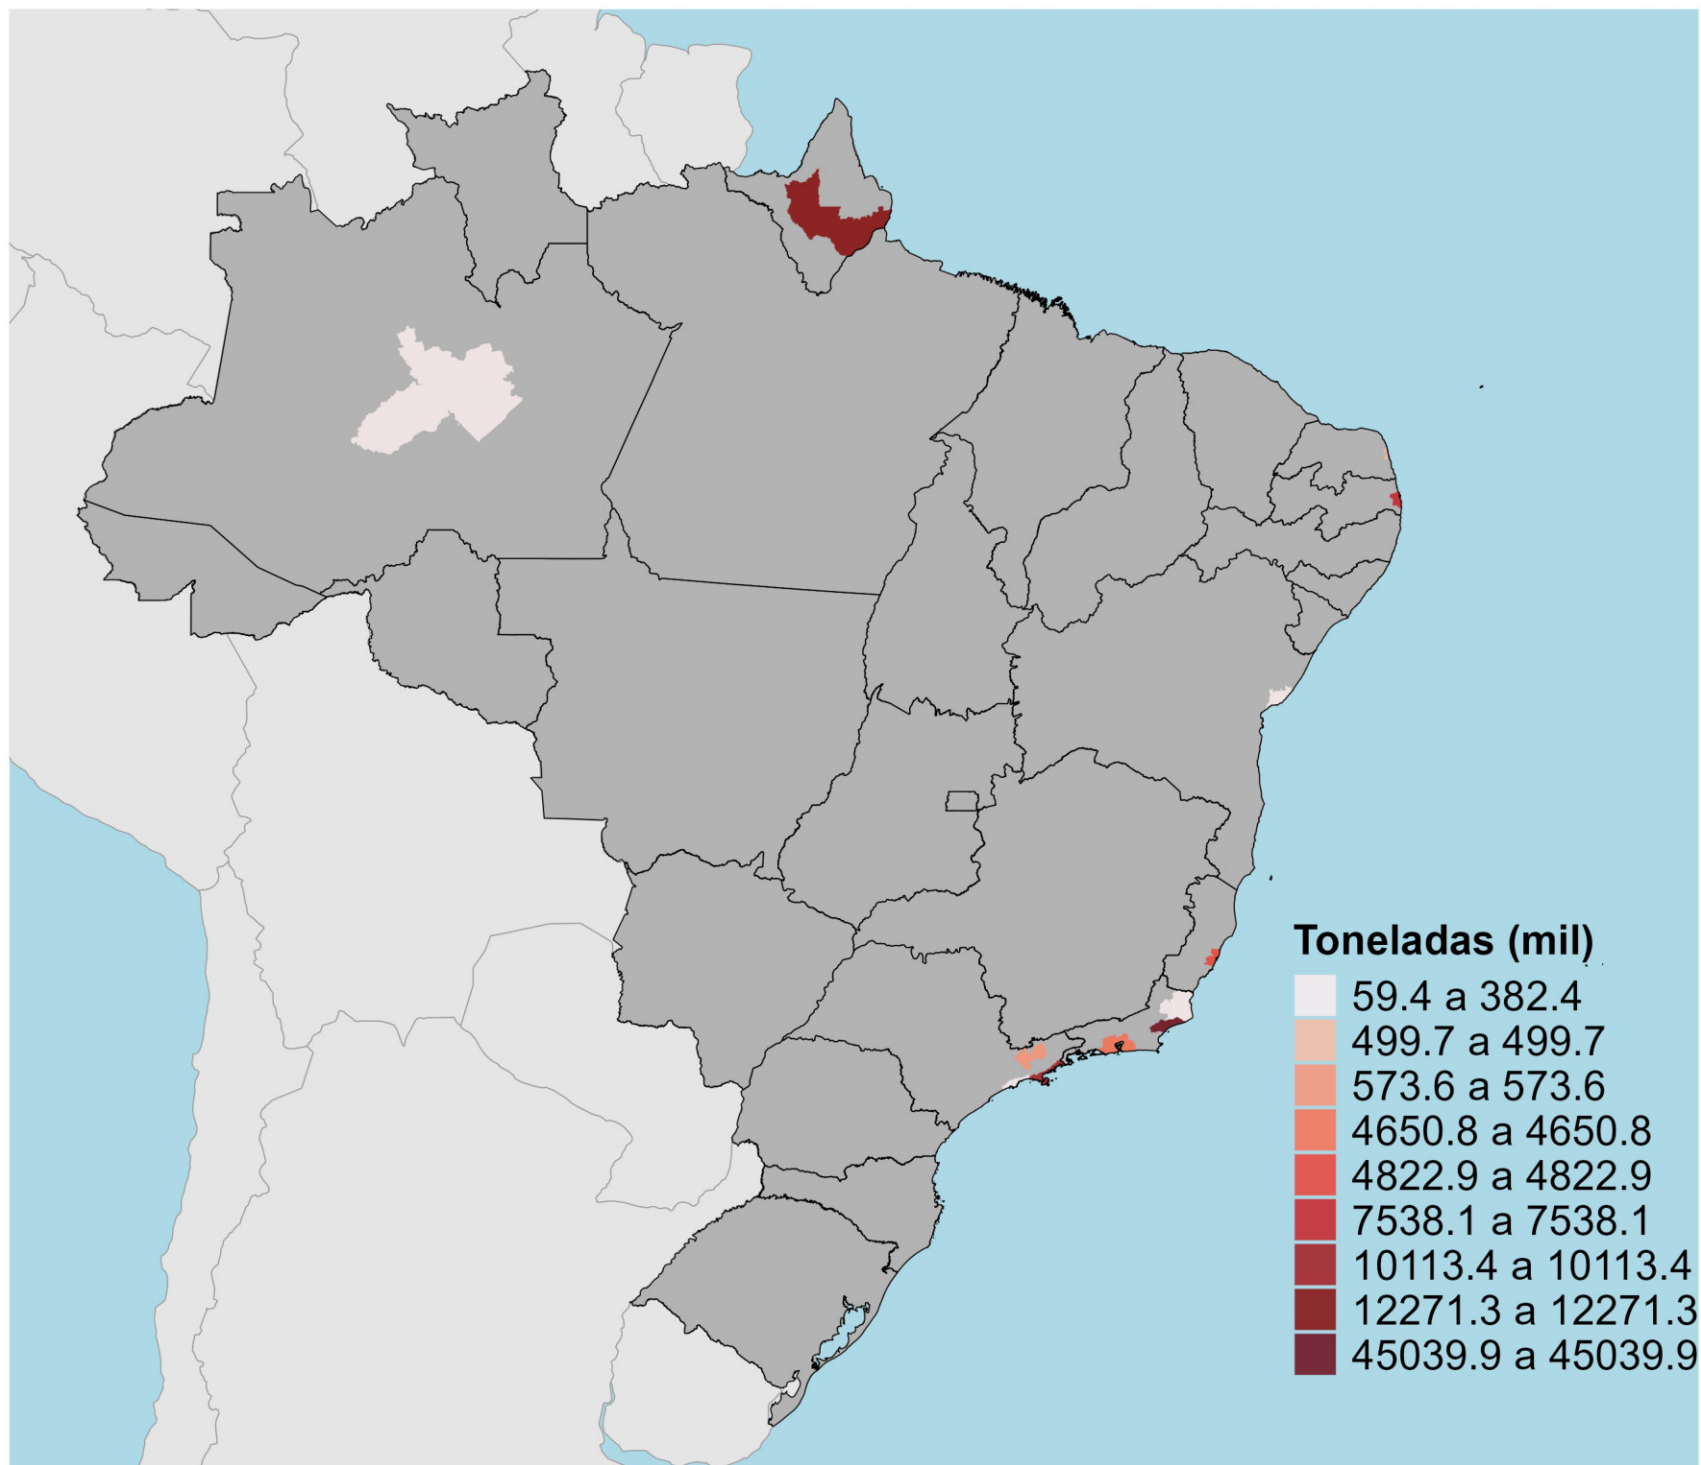 Toneladas (mil)
59.4 a 382.4
499.7 a 499.7
573.6 a 573.6
4650.8 a 4650.8
4822.9 a 4822.9
7538.1 a 7538.1
10113.4 a 10113.4
12271.3 a 12271.3
45039.9 a 45039.9